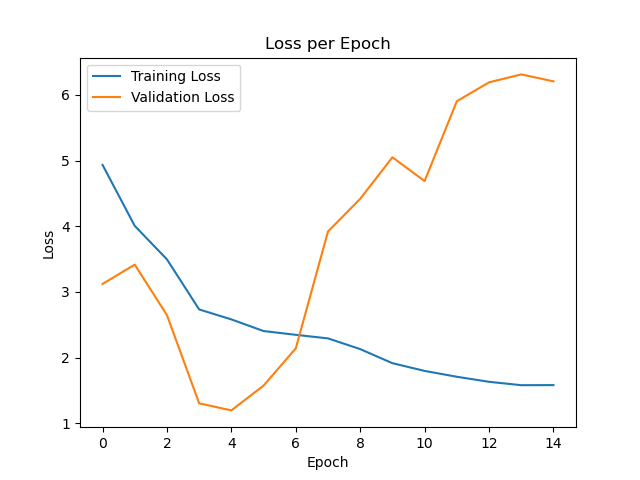 Loss per Epoch
Training Loss
Validation Loss
6
5
4
3
2
1
Loss
0 2 4 6 8 10 12 14
Epoch